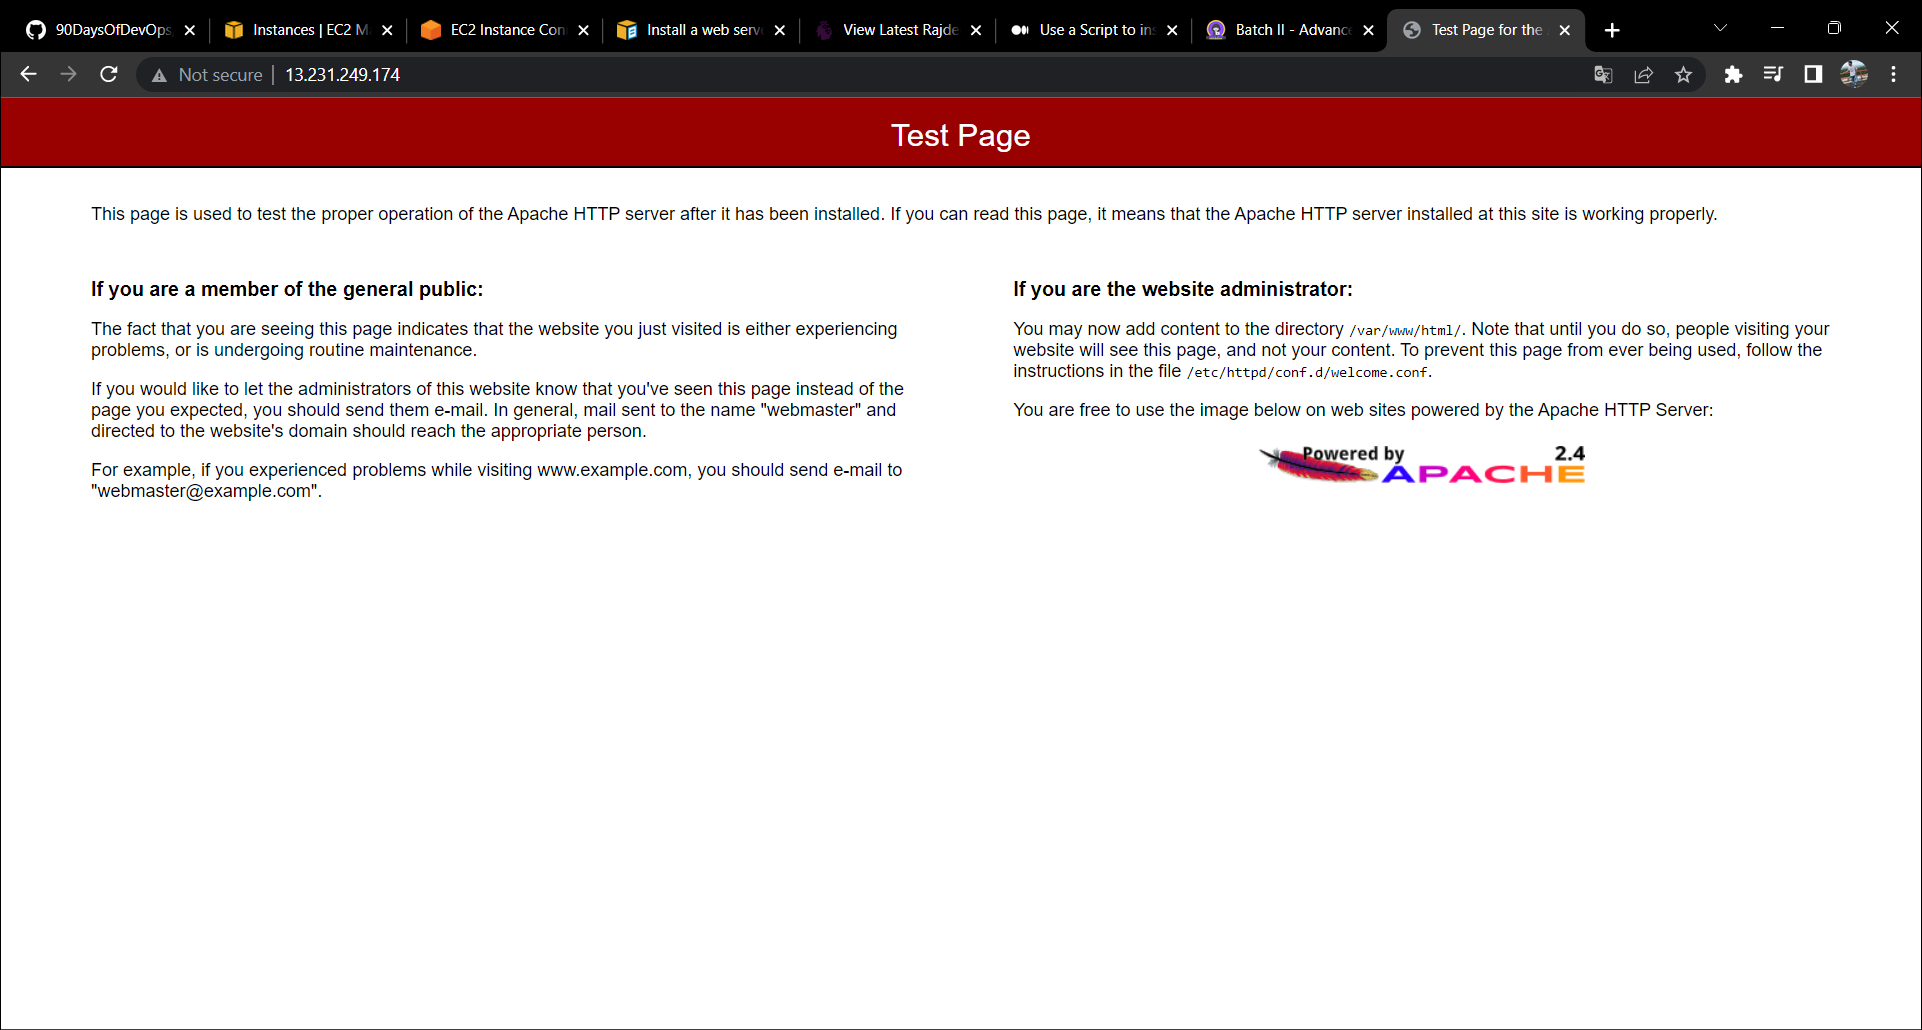 90DaysOfDevOps
Instances | EC2 M
EC2 Instance Con
Install a web serv
View Latest Rajde
Use a Script to ins
Batch II - Advance
Test Page for the
Not secure
13.231.249.174
Test Page
This page is used to test the proper operation of the Apache HTTP server after it has been installed. If you can read this page, it means that the Apache HTTP server installed at this site is working properly.
If you are a member of the general public:
The fact that you are seeing this page indicates that the website you just visited is either experiencing
problems, or is undergoing routine maintenance.
If you would like to let the administrators of this website know that you've seen this page instead of the
page you expected, you should send them e-mail. In general, mail sent to the name "webmaster" and
directed to the website's domain should reach the appropriate person.
For example, if you experienced problems while visiting www.example.com, you should send e-mail to
"webmaster@example.com".
If you are the website administrator:
You may now add content to the directory /var/www/html/. Note that until you do so, people visiting your
website will see this page, and not your content. To prevent this page from ever being used, follow the
instructions in the file /etc/httpd/conf.d/welcome.conf.
You are free to use the image below on web sites powered by the Apache HTTP Server:
Powered by 2.4
APACHE